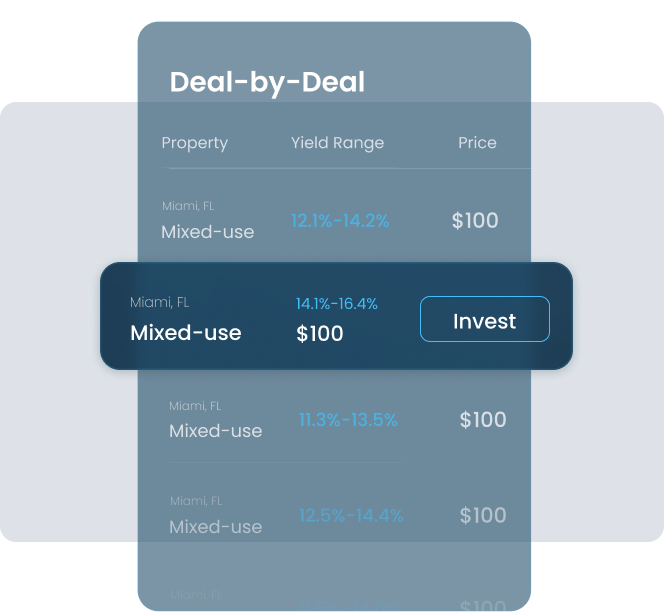 Deal-by-Deal
Property Yield Range Price
Miami, FL
Mixed-use 12.1%-14.2% $100
Miami, FL 14.1%-16.4%
Mixed-use $100 Invest
Miami, FL
Mixed-use 11.3%-13.5% $100
Miami, FL
Mixed-use 12.5%-14.4% $100
Miami, FL
$100